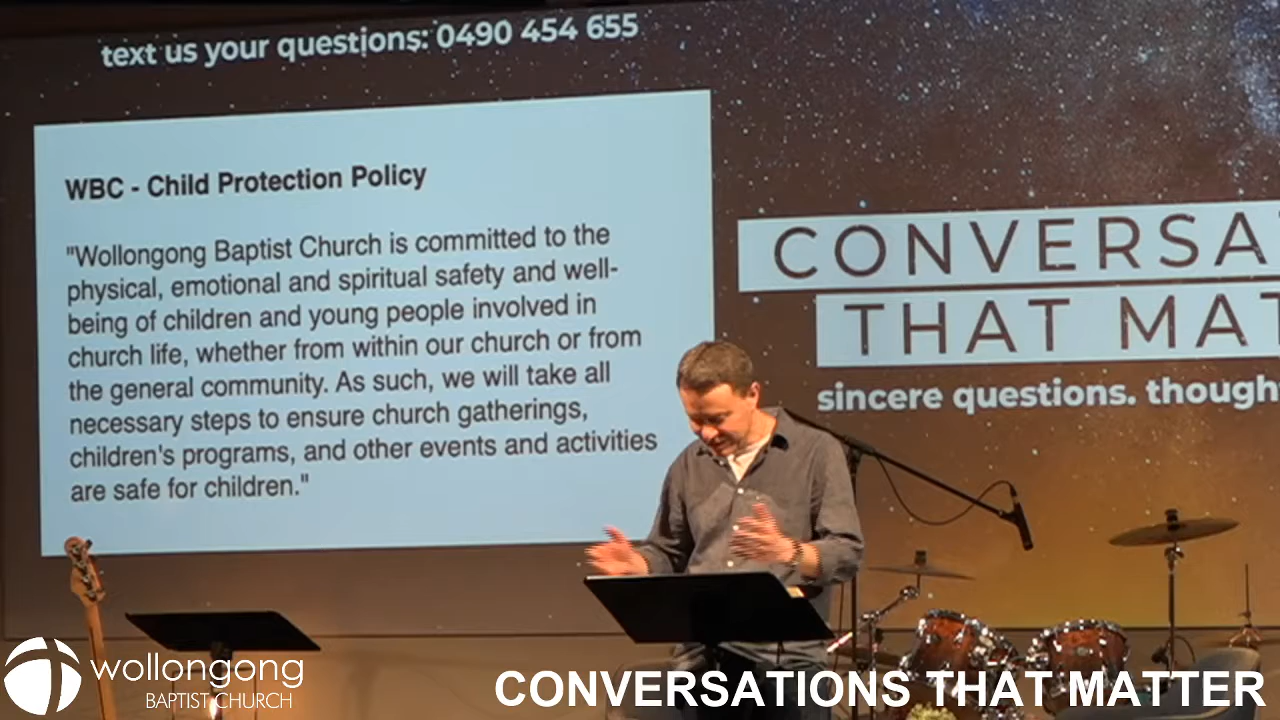 text us your questions: 0490 454 655
WBC - Child Protection Policy
"Wollongong Baptist Church is committed to the
physical, emotional and spiritual safety and well-
being of children and young people involved in
church life, whether from within our church or from
the general community. As such, we will take all
necessary steps to ensure church gatherings,
children's programs, and other events and activities
are safe for children."
CONVERSA
THAT MAT
sincere questions. though
wollongong
BAPTIST CHURCH
CONVERSATIONS THAT MATTER